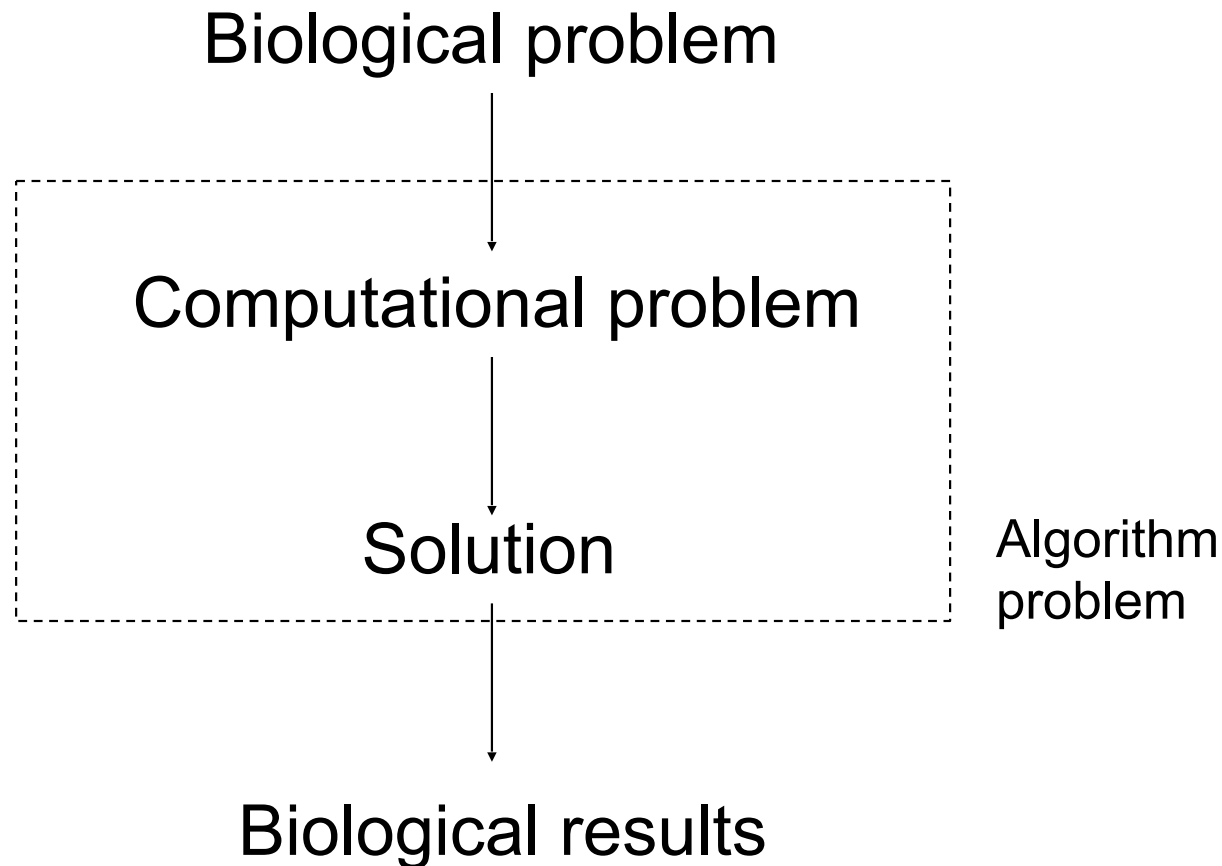 Biological problem
Computational problem
Solution
Algorithm
problem
Biological results